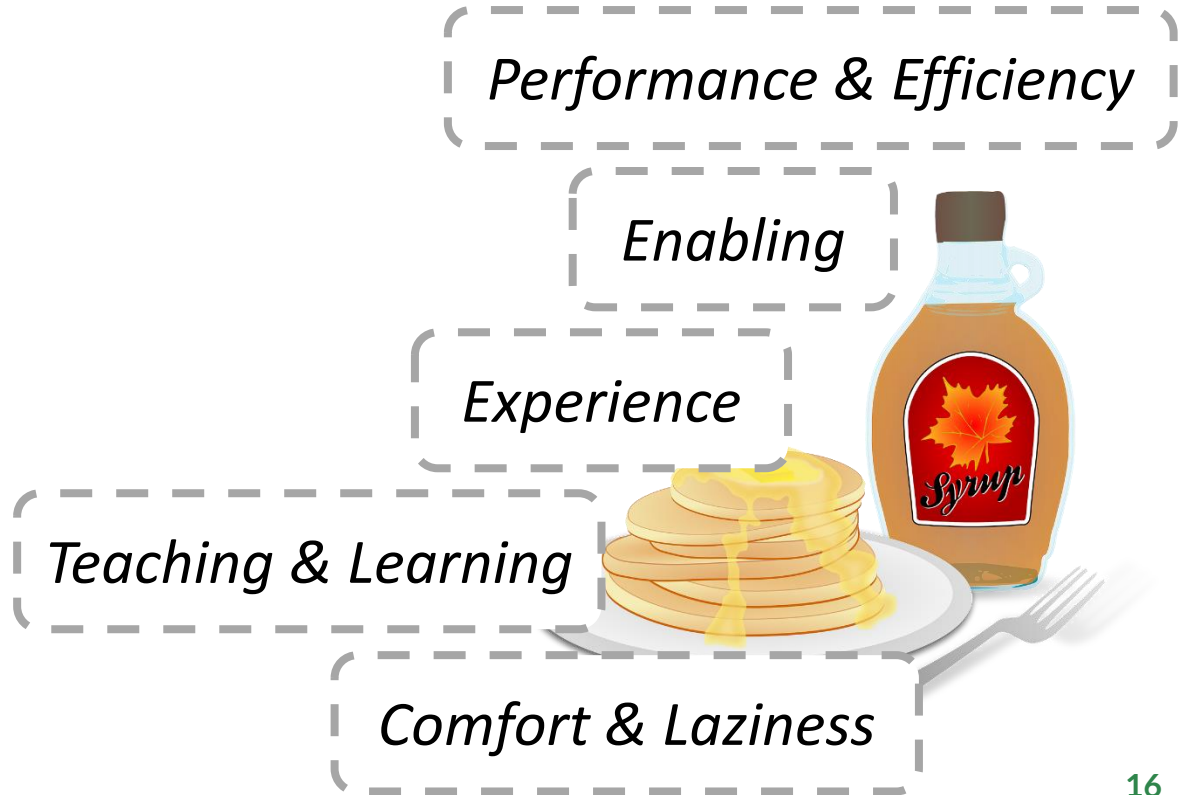 Performance & Efficiency
Enabling
Experience
Syrup
Teaching & Learning
Comfort & Laziness
16